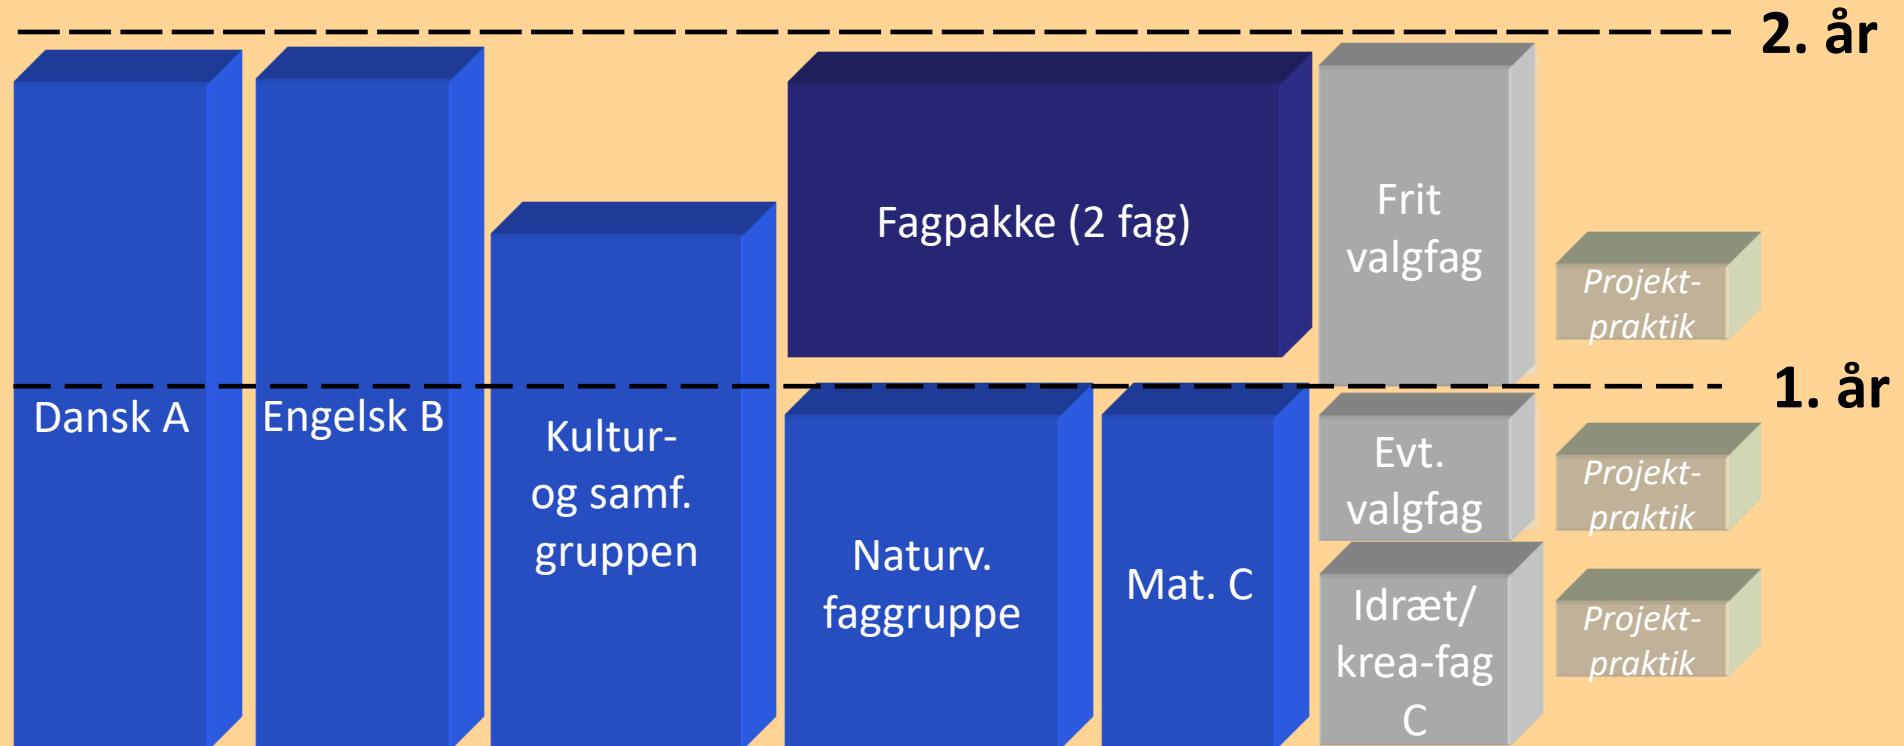 2. år
Dansk A
Engelsk B
Kultur-
og samf.
gruppen
Fagpakke (2 fag)
Naturv.
faggruppe
Mat. C
Frit
valgfag
Evt.
valgfag
Idræt/
krea-fag
C
Projekt-
praktik
1. år
Projekt-
praktik
Projekt-
praktik